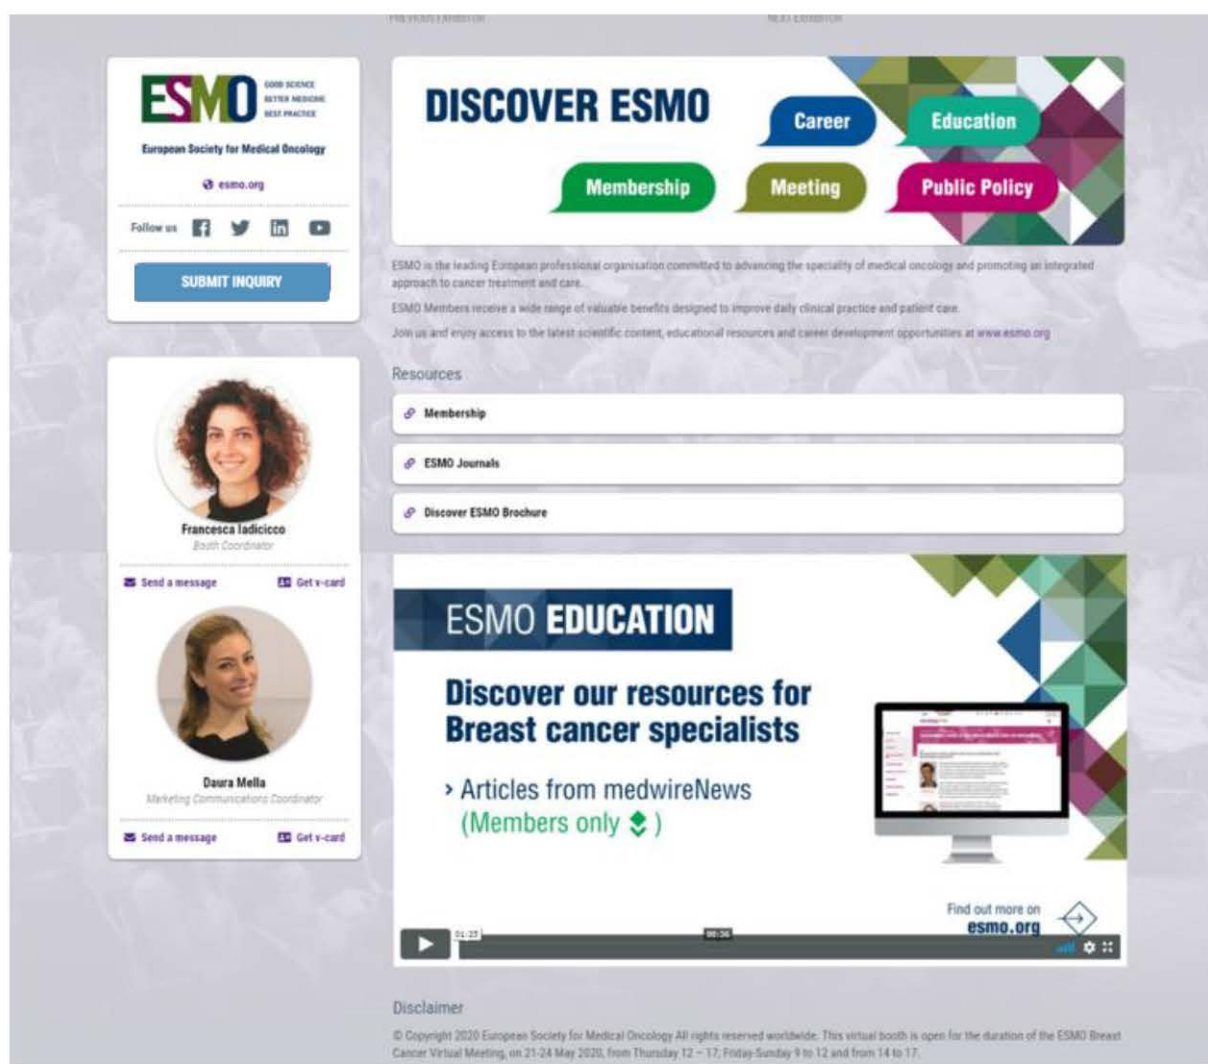 PREVIOUS EXHIBITOR
NEXT EXHIBITOR
ESMO
GOOD SCIENCE
BETTER MEDICINE
BEST PRACTICE
European Society for Medical Oncology
esmo.org
Follow us
SUBMIT INQUIRY
Francesca Iadicicco
Booth Coordinator
Send a message
Get v-card
Daura Mella
Marketing Communications Coordinator
Send a message
Get v-card
DISCOVER ESMO
Career
Education
Membership
Meeting
Public Policy
ESMO is the leading European professional organisation committed to advancing the speciality of medical oncology and promoting an integrated
approach to cancer treatment and care.
ESMO Members receive a wide range of valuable benefits designed to improve daily clinical practice and patient care.
Join us and enjoy access to the latest scientific content, educational resources and career development opportunities at www.esmo.org
Resources
Membership
ESMO Journals
Discover ESMO Brochure
ESMO EDUCATION
Discover our resources for
Breast cancer specialists
› Articles from medwireNews
(Members only )
Find out more on
esmo.org
01:25
00:36
Disclaimer
© Copyright 2020 European Society for Medical Oncology All rights reserved worldwide. This virtual booth is open for the duration of the ESMO Breast
Cancer Virtual Meeting, on 21-24 May 2020, from Thursday 12 – 17, Friday-Sunday 9 to 12 and from 14 to 17.